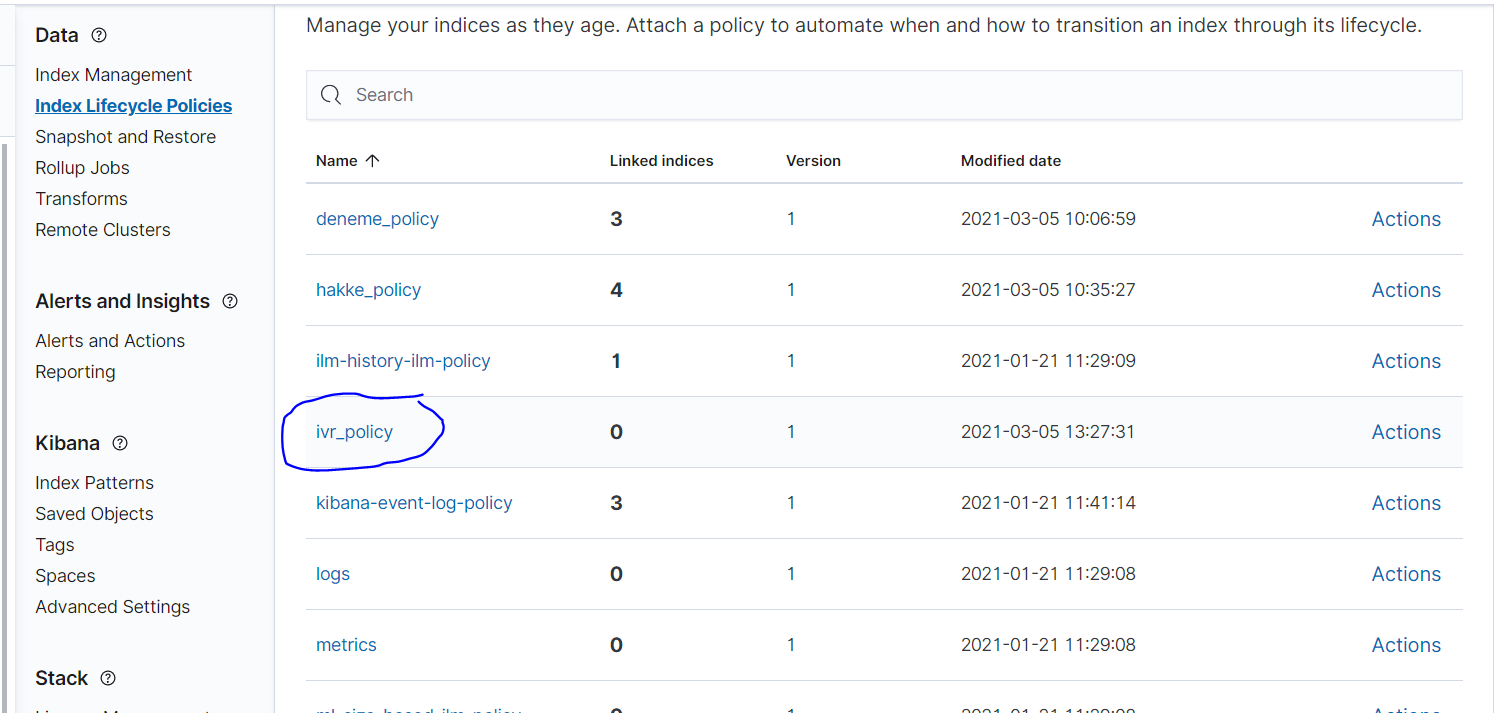 Data
Index Management
Index Lifecycle Policies
Snapshot and Restore
Rollup Jobs
Transforms
Remote Clusters
Alerts and Insights
Alerts and Actions
Reporting
Kibana
Index Patterns
Saved Objects
Tags
Spaces
Advanced Settings
Stack
Manage your indices as they age. Attach a policy to automate when and how to transition an index through its lifecycle.
Search
Name Linked indices Version Modified date
deneme_policy 3 1 2021-03-05 10:06:59 Actions
hakke_policy 4 1 2021-03-05 10:35:27 Actions
ilm-history-ilm-policy 1 1 2021-01-21 11:29:09 Actions
ivr_policy 0 1 2021-03-05 13:27:31 Actions
kibana-event-log-policy 3 1 2021-01-21 11:41:14 Actions
logs 0 1 2021-01-21 11:29:08 Actions
metrics 0 1 2021-01-21 11:29:08 Actions